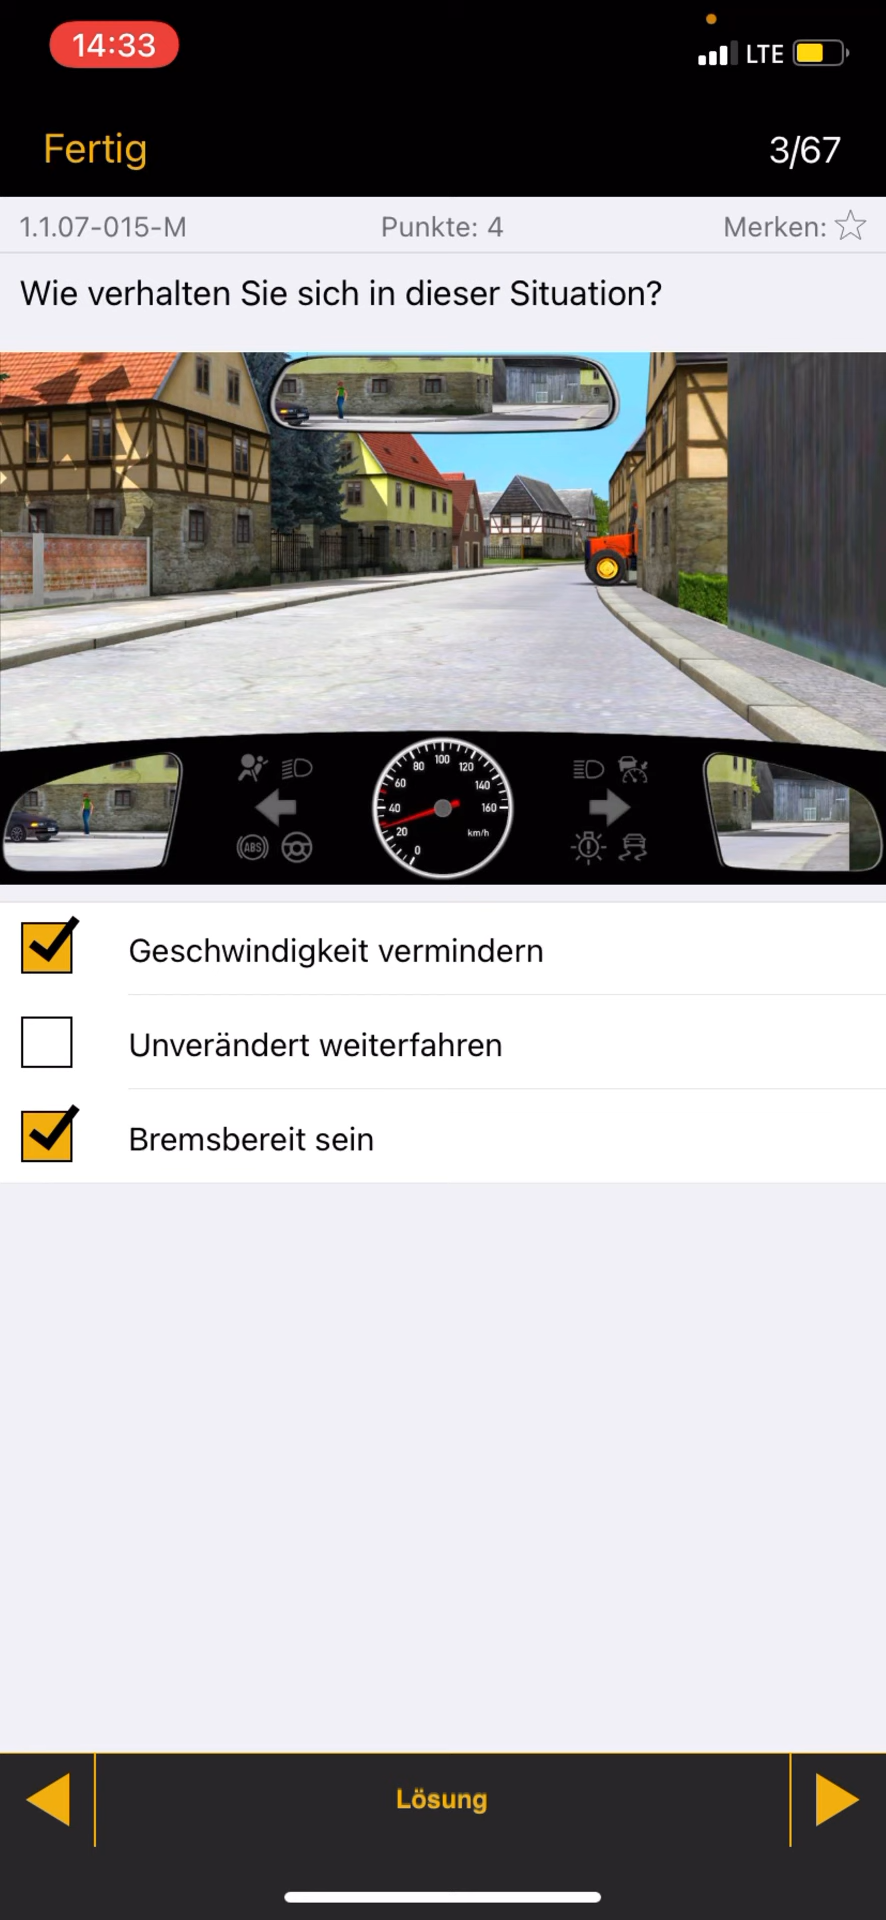 14:33
LTE
Fertig
3/67
1.1.07-015-M
Punkte: 4
Merken:
Wie verhalten Sie sich in dieser Situation?
0
20
40
60
80
100
120
140
160
km/h
ABS
Geschwindigkeit vermindern
Unverändert weiterfahren
Bremsbereit sein
Lösung